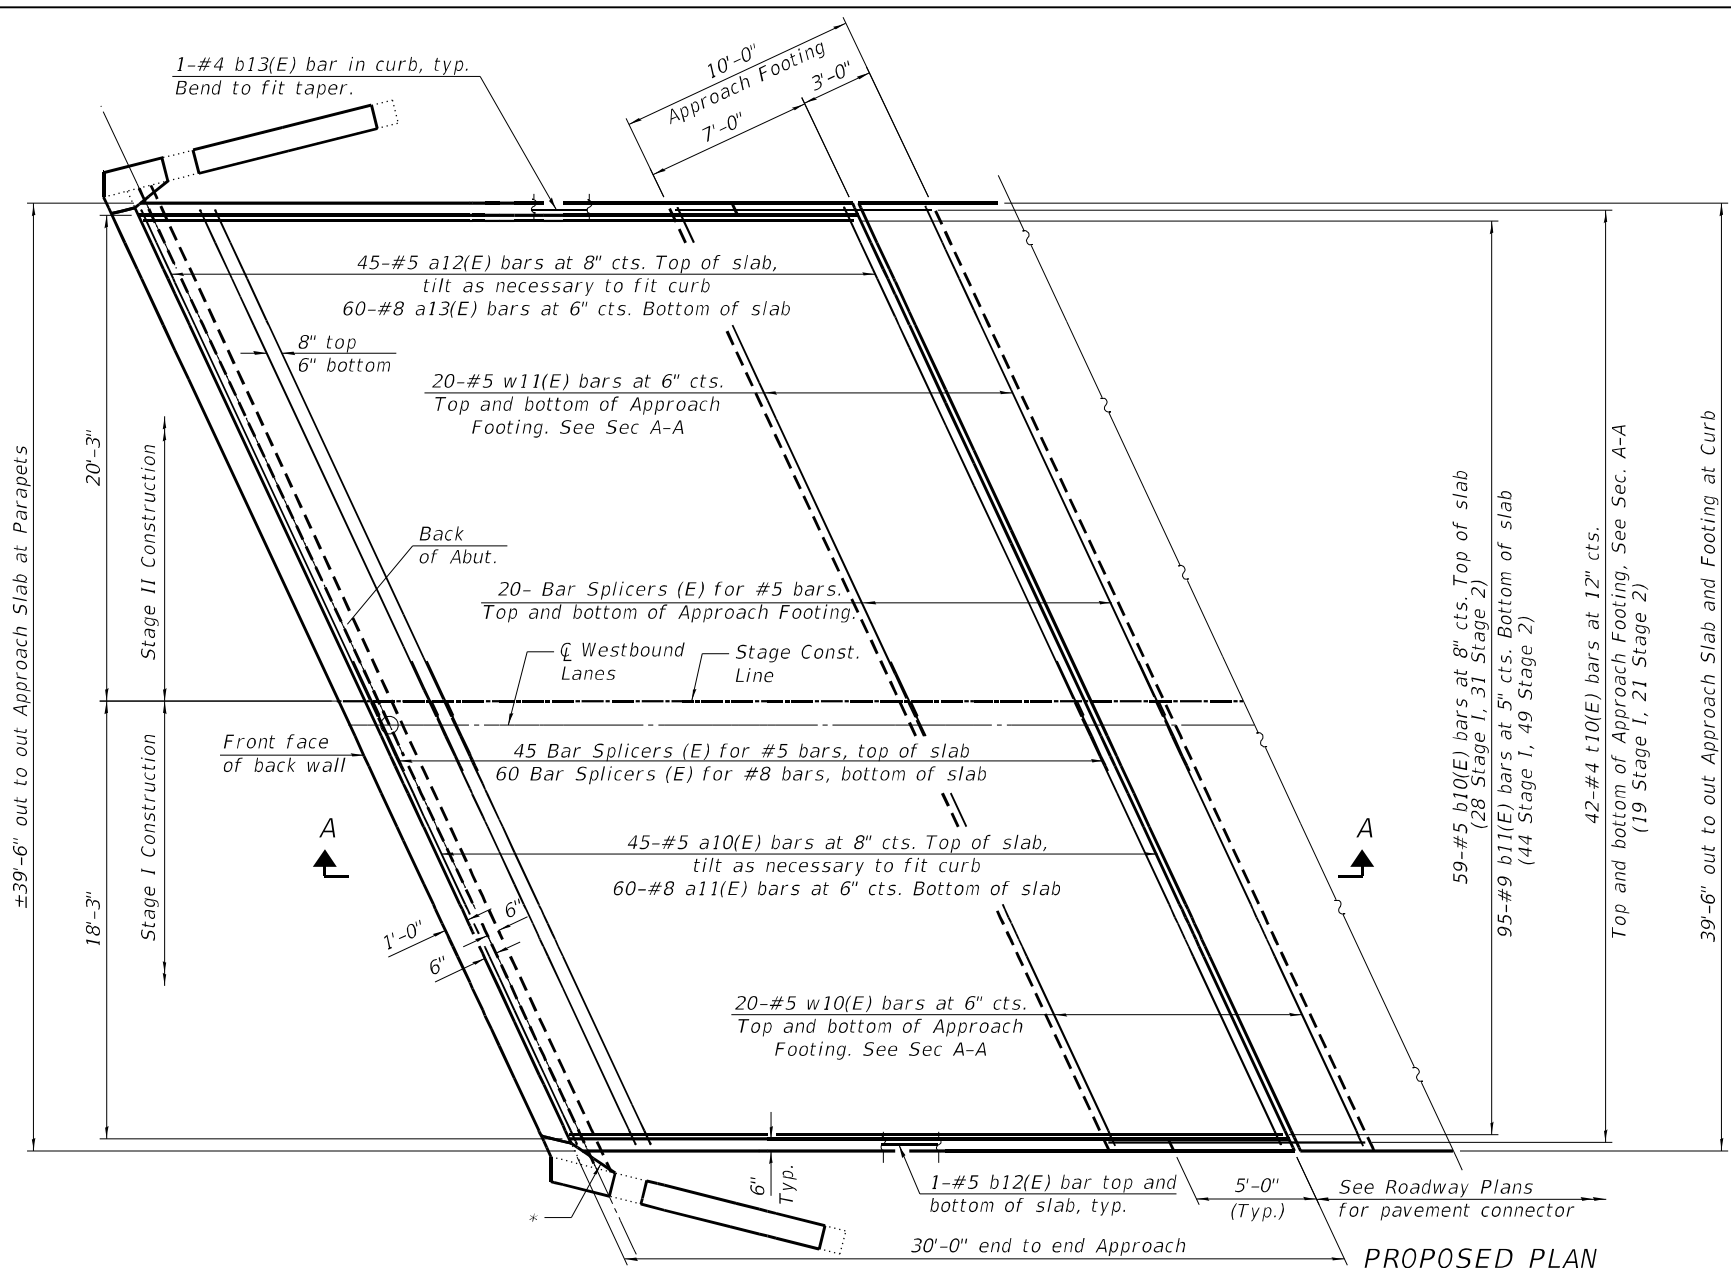 1-#4 b13(E) bar in curb, typ.
Bend to fit taper.
10'-0"
Approach Footing
3'-0"
7'-0"
45-#5 a12(E) bars at 8" cts. Top of slab,
tilt as necessary to fit curb
60-#8 a13(E) bars at 6" cts. Bottom of slab
8" top
6" bottom
20-#5 w11(E) bars at 6" cts.
Top and bottom of Approach
Footing. See Sec A-A
±39'-6" out to out Approach Slab at Parapets
20'-3"
Stage II Construction
Back
of Abut.
20- Bar Splicers (E) for #5 bars.
Top and bottom of Approach Footing.
℄ Westbound
Lanes
Stage Const.
Line
Front face
of back wall
45 Bar Splicers (E) for #5 bars, top of slab
60 Bar Splicers (E) for #8 bars, bottom of slab
18'-3"
Stage I Construction
A
A
45-#5 a10(E) bars at 8" cts. Top of slab,
tilt as necessary to fit curb
60-#8 a11(E) bars at 6" cts. Bottom of slab
1'-0"
6"
6"
20-#5 w10(E) bars at 6" cts.
Top and bottom of Approach
Footing. See Sec A-A
59-#5 b10(E) bars at 8" cts. Top of slab
(28 Stage I, 31 Stage 2)
95-#9 b11(E) bars at 5" cts. Bottom of slab
(44 Stage I, 49 Stage 2)
42-#4 t10(E) bars at 12" cts.
Top and bottom of Approach Footing, See Sec. A-A
(19 Stage I, 21 Stage 2)
39'-6" out to out Approach Slab and Footing at Curb
6"
Typ.
*
1-#5 b12(E) bar top and
bottom of slab, typ.
5'-0"
(Typ.)
See Roadway Plans
for pavement connector
30'-0" end to end Approach
PROPOSED PLAN